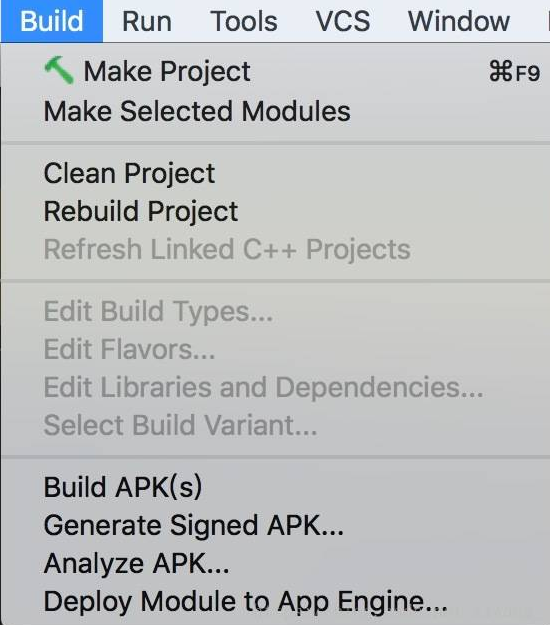 Build Run Tools VCS Window
Make Project ⌘F9
Make Selected Modules
Clean Project
Rebuild Project
Refresh Linked C++ Projects
Edit Build Types...
Edit Flavors...
Edit Libraries and Dependencies...
Select Build Variant...
Build APK(s)
Generate Signed APK...
Analyze APK...
Deploy Module to App Engine...